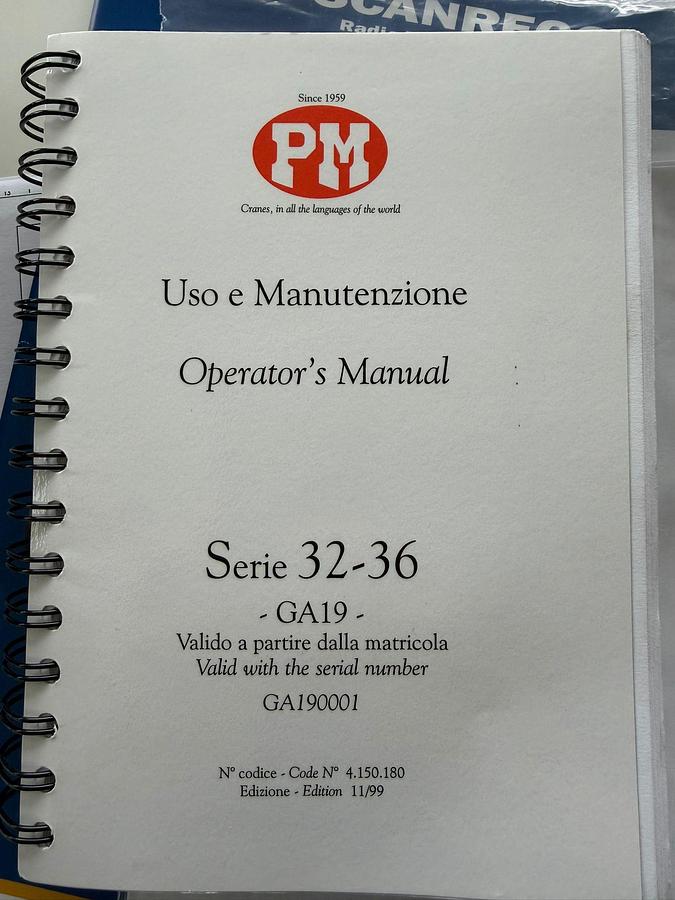 SCANRECO
Since 1959
PM
Cranes, in all the languages of the world
Uso e Manutenzione
Operator's Manual
Serie 32-36
- GA19 -
Valido a partire dalla matricola
Valid with the serial number
GA190001
N° codice - Code N° 4.150.180
Edizione - Edition 11/99